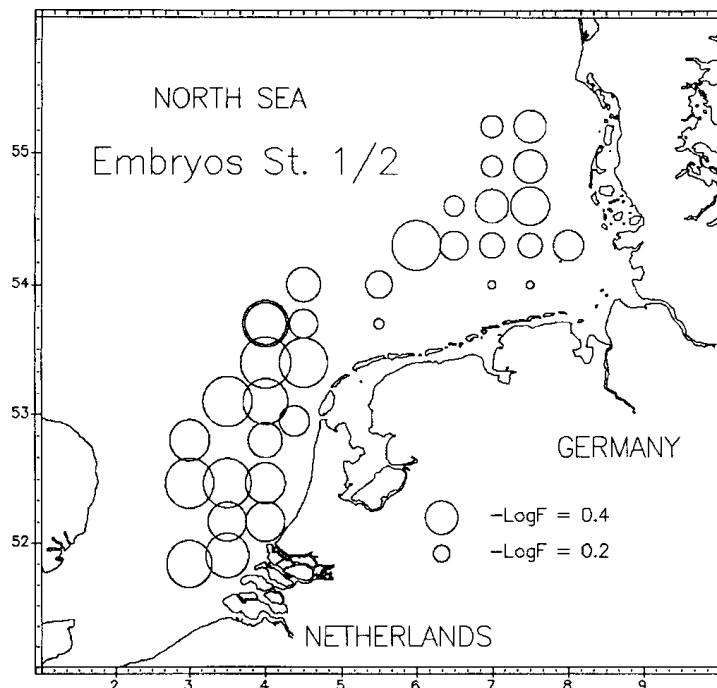 NORTH SEA
55
Embryos St. 1/2
54
53
GERMANY
-LogF = 0.4
52
-LogF = 0.2
NETHERLANDS
2 3 4 5 6 7 8 9